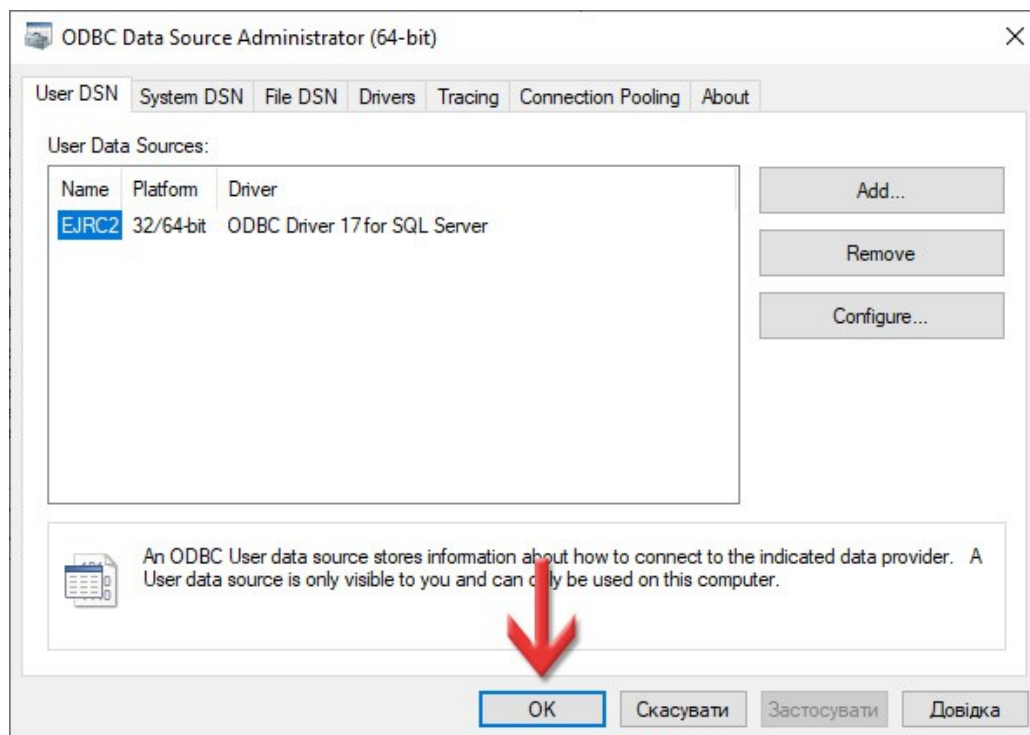 ODBC Data Source Administrator (64-bit)
User DSN System DSN File DSN Drivers Tracing Connection Pooling About
User Data Sources:
Name Platform Driver
EJRC2 32/64-bit ODBC Driver 17 for SQL Server
Add...
Remove
Configure...
An ODBC User data source stores information about how to connect to the indicated data provider. A
User data source is only visible to you and can only be used on this computer.
OK Скасувати Застосувати Довідка